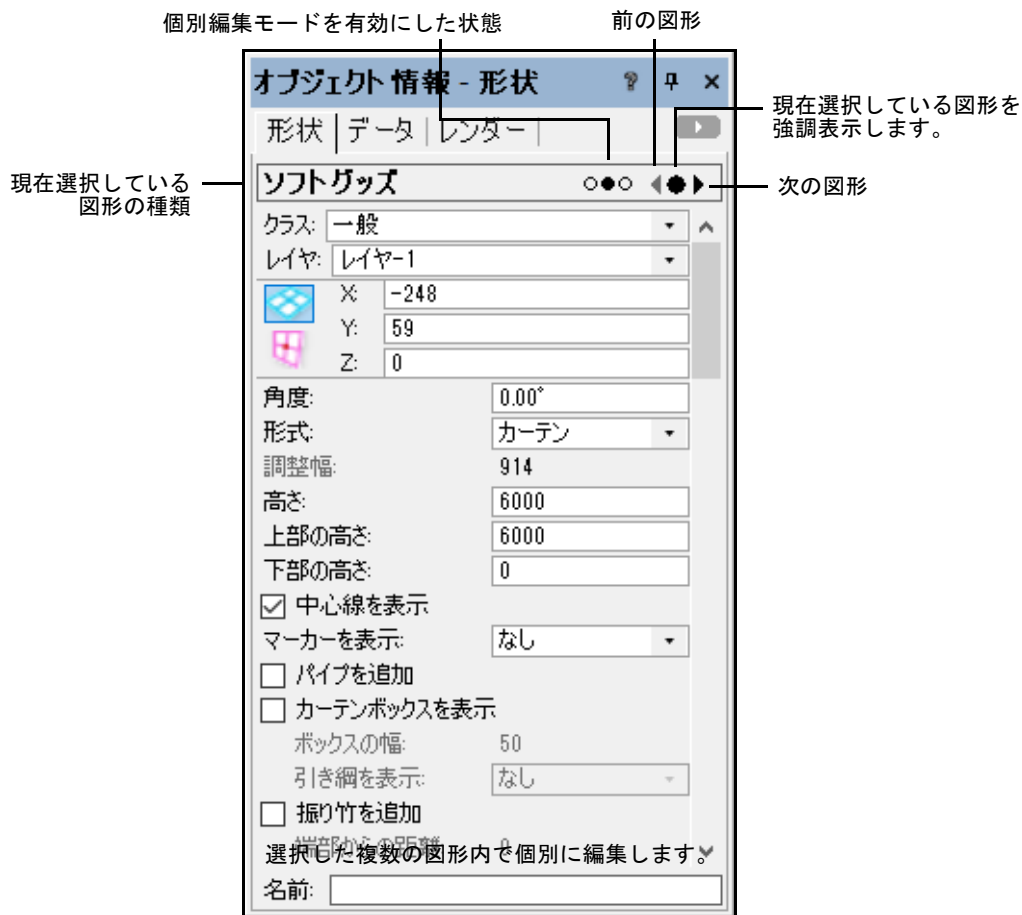 個別編集モードを有効にした状態
前の図形
オブジェクト情報 - 形状
現在選択している図形を
強調表示します。
形状 データ レンダー
現在選択している
図形の種類
ソフトグッズ
次の図形
クラス: 一般
レイヤ: レイヤ-1
X: -248
Y: 59
Z: 0
角度: 0.00°
形式: カーテン
調整幅: 914
高さ: 6000
上部の高さ: 6000
下部の高さ: 0
中心線を表示
マーカーを表示: なし
パイプを追加
カーテンボックスを表示
ボックスの幅: 50
引き綱を表示: なし
振り竹を追加
端部からの距離 0
選択した複数の図形内で個別に編集します。
名前: